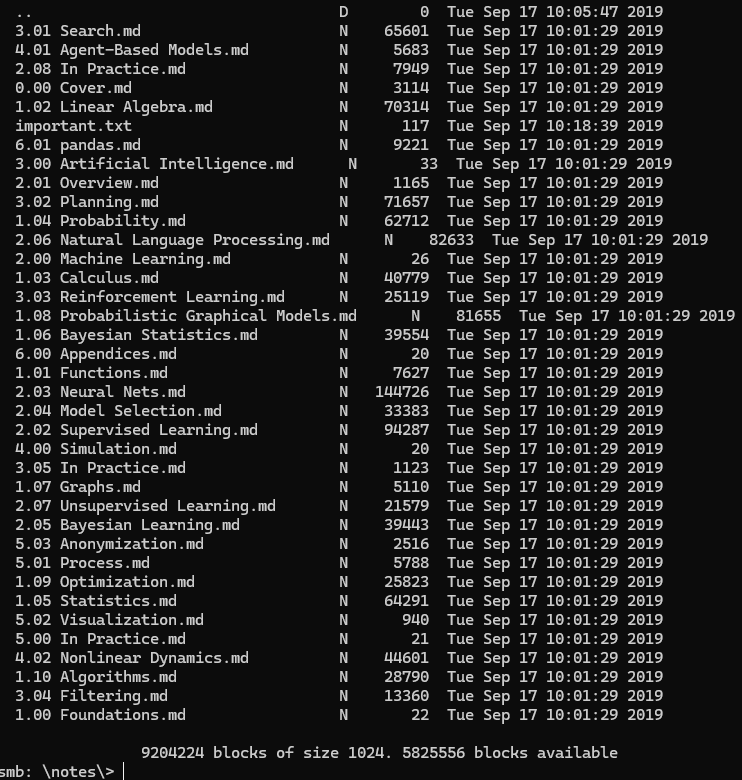 .. D 0 Tue Sep 17 10:05:47 2019
3.01 Search.md N 65601 Tue Sep 17 10:01:29 2019
4.01 Agent-Based Models.md N 5683 Tue Sep 17 10:01:29 2019
2.08 In Practice.md N 7949 Tue Sep 17 10:01:29 2019
0.00 Cover.md N 3114 Tue Sep 17 10:01:29 2019
1.02 Linear Algebra.md N 70314 Tue Sep 17 10:01:29 2019
important.txt N 117 Tue Sep 17 10:18:39 2019
6.01 pandas.md N 9221 Tue Sep 17 10:01:29 2019
3.00 Artificial Intelligence.md N 33 Tue Sep 17 10:01:29 2019
2.01 Overview.md N 1165 Tue Sep 17 10:01:29 2019
3.02 Planning.md N 71657 Tue Sep 17 10:01:29 2019
1.04 Probability.md N 62712 Tue Sep 17 10:01:29 2019
2.06 Natural Language Processing.md N 82633 Tue Sep 17 10:01:29 2019
2.00 Machine Learning.md N 26 Tue Sep 17 10:01:29 2019
1.03 Calculus.md N 40779 Tue Sep 17 10:01:29 2019
3.03 Reinforcement Learning.md N 25119 Tue Sep 17 10:01:29 2019
1.08 Probabilistic Graphical Models.md N 81655 Tue Sep 17 10:01:29 2019
1.06 Bayesian Statistics.md N 39554 Tue Sep 17 10:01:29 2019
6.00 Appendices.md N 20 Tue Sep 17 10:01:29 2019
1.01 Functions.md N 7627 Tue Sep 17 10:01:29 2019
2.03 Neural Nets.md N 144726 Tue Sep 17 10:01:29 2019
2.04 Model Selection.md N 33383 Tue Sep 17 10:01:29 2019
2.02 Supervised Learning.md N 94287 Tue Sep 17 10:01:29 2019
4.00 Simulation.md N 20 Tue Sep 17 10:01:29 2019
3.05 In Practice.md N 1123 Tue Sep 17 10:01:29 2019
1.07 Graphs.md N 5110 Tue Sep 17 10:01:29 2019
2.07 Unsupervised Learning.md N 21579 Tue Sep 17 10:01:29 2019
2.05 Bayesian Learning.md N 39443 Tue Sep 17 10:01:29 2019
5.03 Anonymization.md N 2516 Tue Sep 17 10:01:29 2019
5.01 Process.md N 5788 Tue Sep 17 10:01:29 2019
1.09 Optimization.md N 25823 Tue Sep 17 10:01:29 2019
1.05 Statistics.md N 64291 Tue Sep 17 10:01:29 2019
5.02 Visualization.md N 940 Tue Sep 17 10:01:29 2019
5.00 In Practice.md N 21 Tue Sep 17 10:01:29 2019
4.02 Nonlinear Dynamics.md N 44601 Tue Sep 17 10:01:29 2019
1.10 Algorithms.md N 28790 Tue Sep 17 10:01:29 2019
3.04 Filtering.md N 13360 Tue Sep 17 10:01:29 2019
1.00 Foundations.md N 22 Tue Sep 17 10:01:29 2019
9204224 blocks of size 1024. 5825556 blocks available
smb: \notes\>